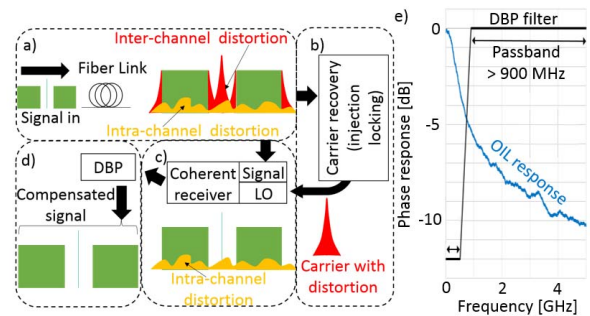 a)
Inter-channel distortion
Fiber Link
Signal in
Intra-channel distortion
b)
Carrier recovery
(injection
locking)
Carrier with
distortion
c)
Coherent
receiver
Signal
LO
Intra-channel
distortion
d)
DBP
Compensated
signal
e)
DBP filter
Passband
> 900 MHz
OIL response
Phase response [dB]
0
-5
-10
0
2
4
Frequency [GHz]